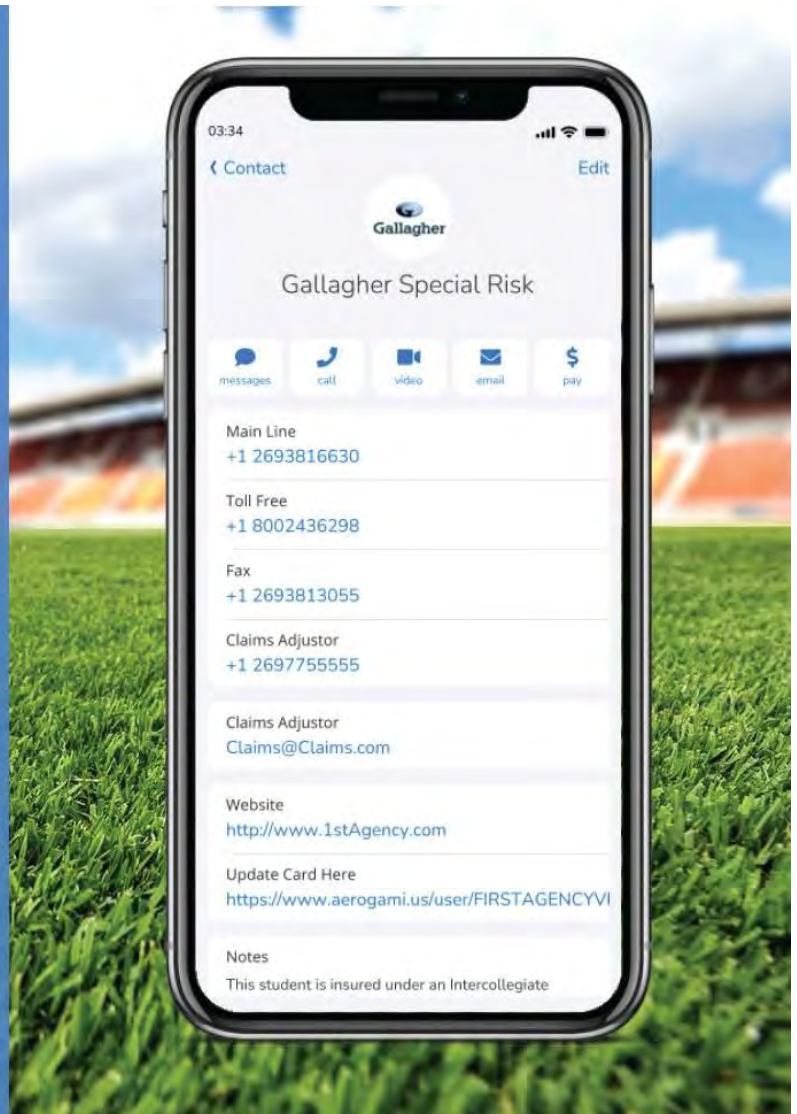 03:34
Contact
Edit
Gallagher
Gallagher Special Risk
messages
call
video
email
pay
Main Line
+1 2693816630
Toll Free
+1 8002436298
Fax
+1 2693813055
Claims Adjustor
+1 2697755555
Claims Adjustor
Claims@Claims.com
Website
http://www.1stAgency.com
Update Card Here
https://www.aerogami.us/user/FIRSTAGENCYVI
Notes
This student is insured under an Intercollegiate